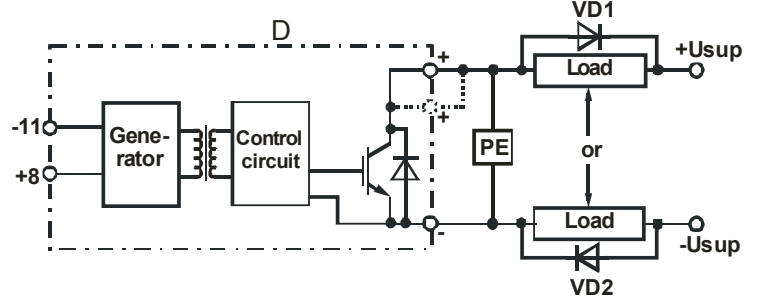 VD1
D
+
+Usup
Load
+
-11
Gene-
rator
Control
circuit
PE
or
+8
Load
-
-Usup
VD2